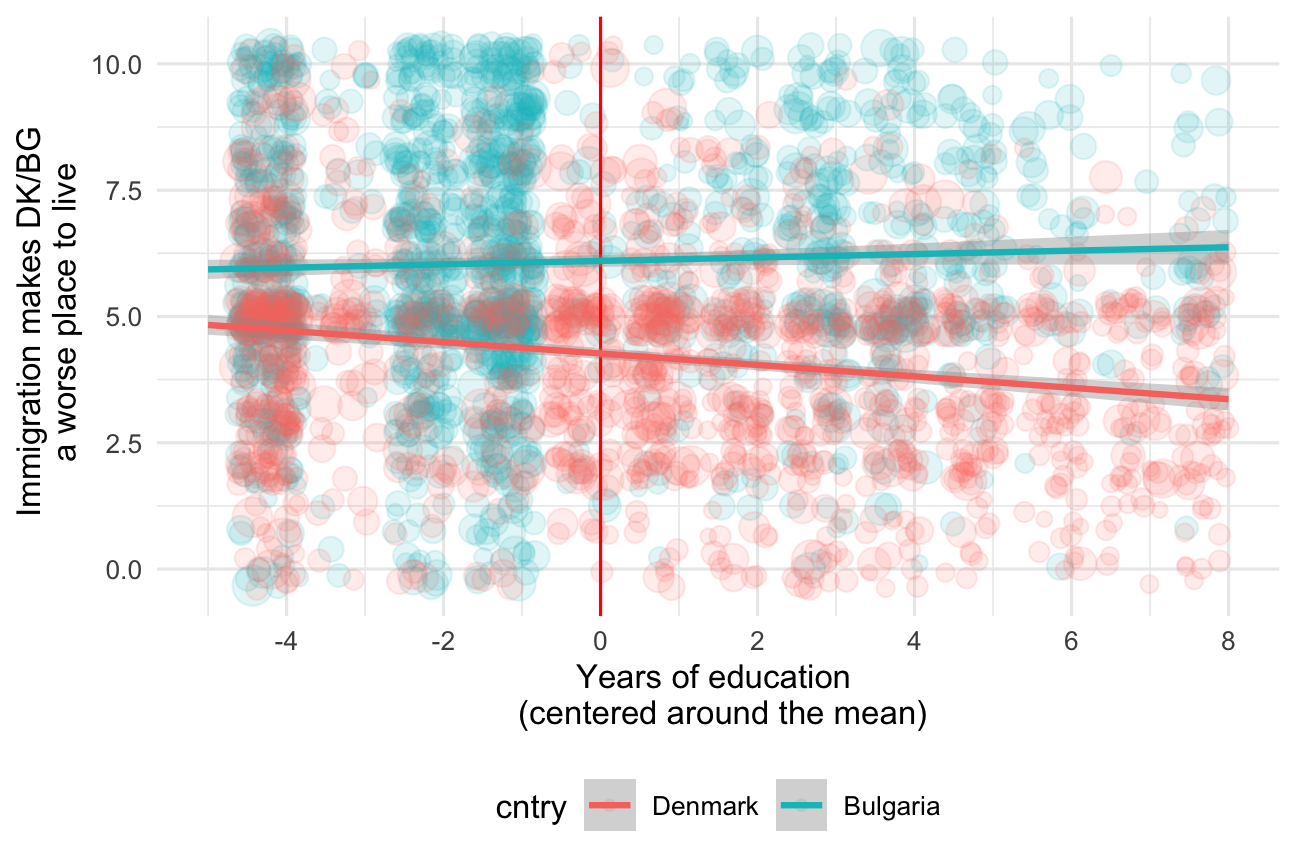 Immigration makes DK/BG
a worse place to live
10.0
7.5
5.0
2.5
0.0
-4 -2 0 2 4 6 8
Years of education
(centered around the mean)
cntry Denmark Bulgaria